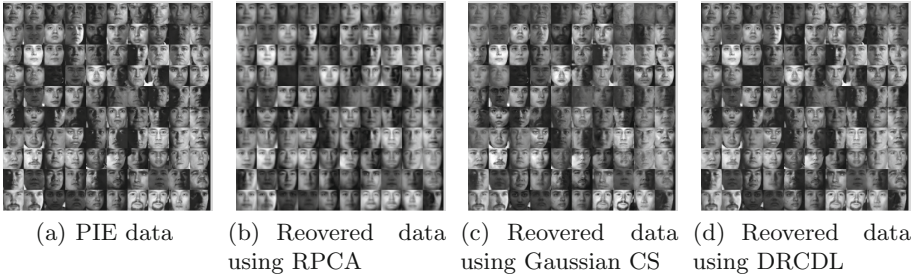 (a) PIE data
(b) Reovered data
using RPCA
(c) Reovered data
using Gaussian CS
(d) Reovered data
using DRCDL